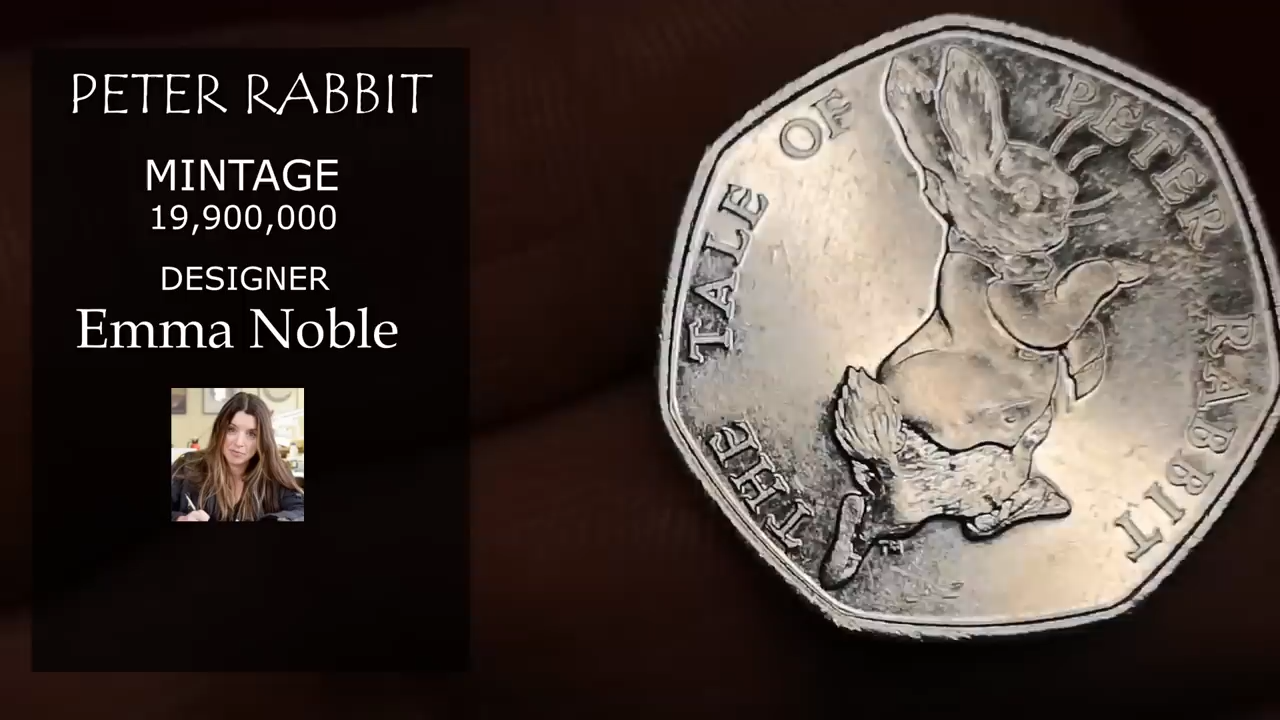 PETER RABBIT
MINTAGE
19,900,000
DESIGNER
Emma Noble
THE TALE OF PETER RABBIT